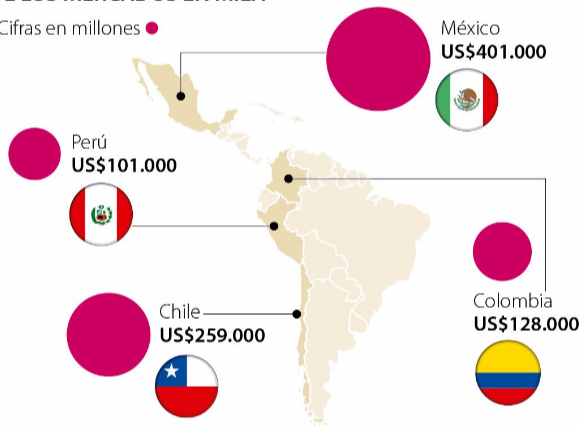 Cifras en millones
México
US$401.000
Perú
US$101.000
Colombia
US$128.000
Chile
US$259.000